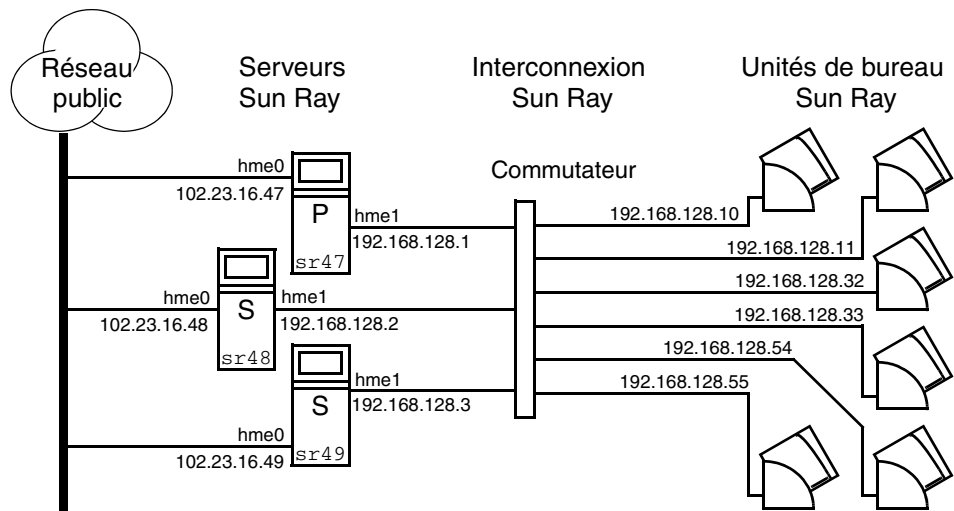 Réseau
public
Serveurs
Sun Ray
Interconnexion
Sun Ray
Unités de bureau
Sun Ray
hme0
102.23.16.47
P
sr47
hme1
192.168.128.1
Commutateur
192.168.128.10
192.168.128.11
192.168.128.32
192.168.128.33
192.168.128.54
192.168.128.55
hme0
102.23.16.48
S
sr48
hme1
192.168.128.2
hme1
192.168.128.3
S
sr49
hme0
102.23.16.49